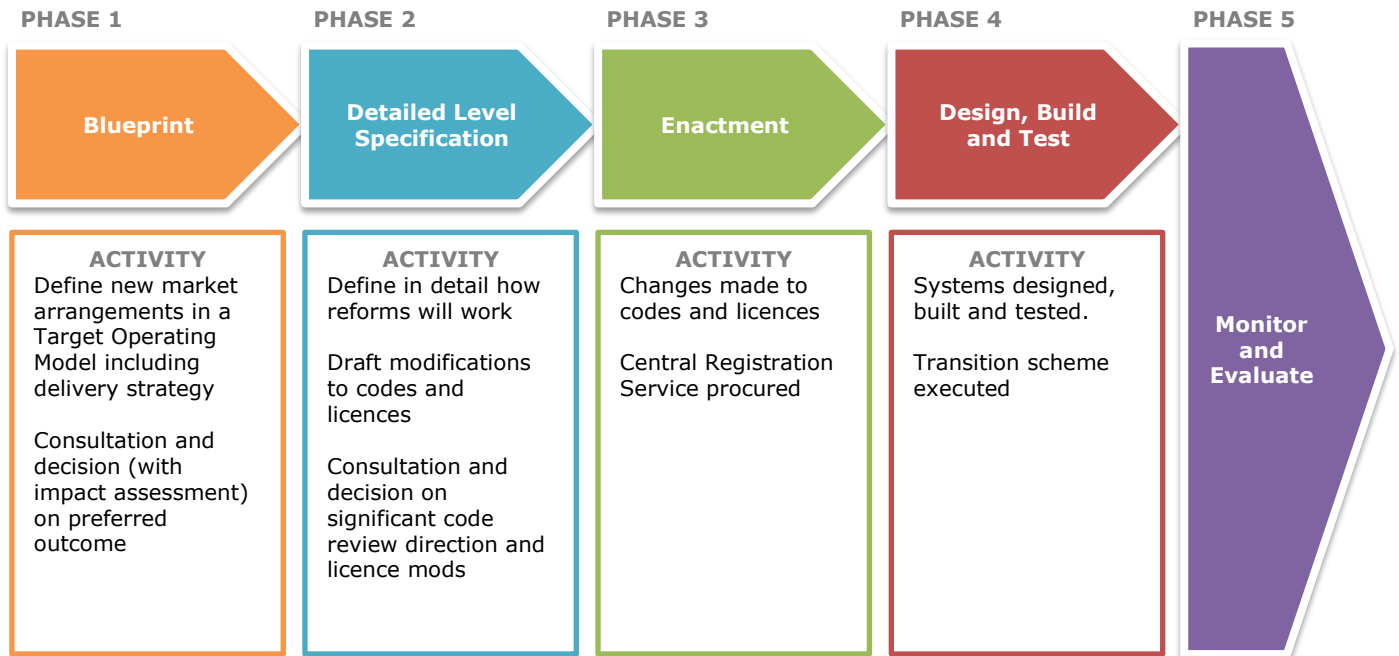 PHASE 1
PHASE 2
PHASE 3
PHASE 4
PHASE 5
Blueprint
Detailed Level
Specification
Enactment
Design, Build
and Test
Monitor
and
Evaluate
ACTIVITY
Define new market
arrangements in a
Target Operating
Model including
delivery strategy
Consultation and
decision (with
impact assessment)
on preferred
outcome
ACTIVITY
Define in detail how
reforms will work
Draft modifications
to codes and
licences
Consultation and
decision on
significant code
review direction and
licence mods
ACTIVITY
Changes made to
codes and licences
Central Registration
Service procured
ACTIVITY
Systems designed,
built and tested.
Transition scheme
executed